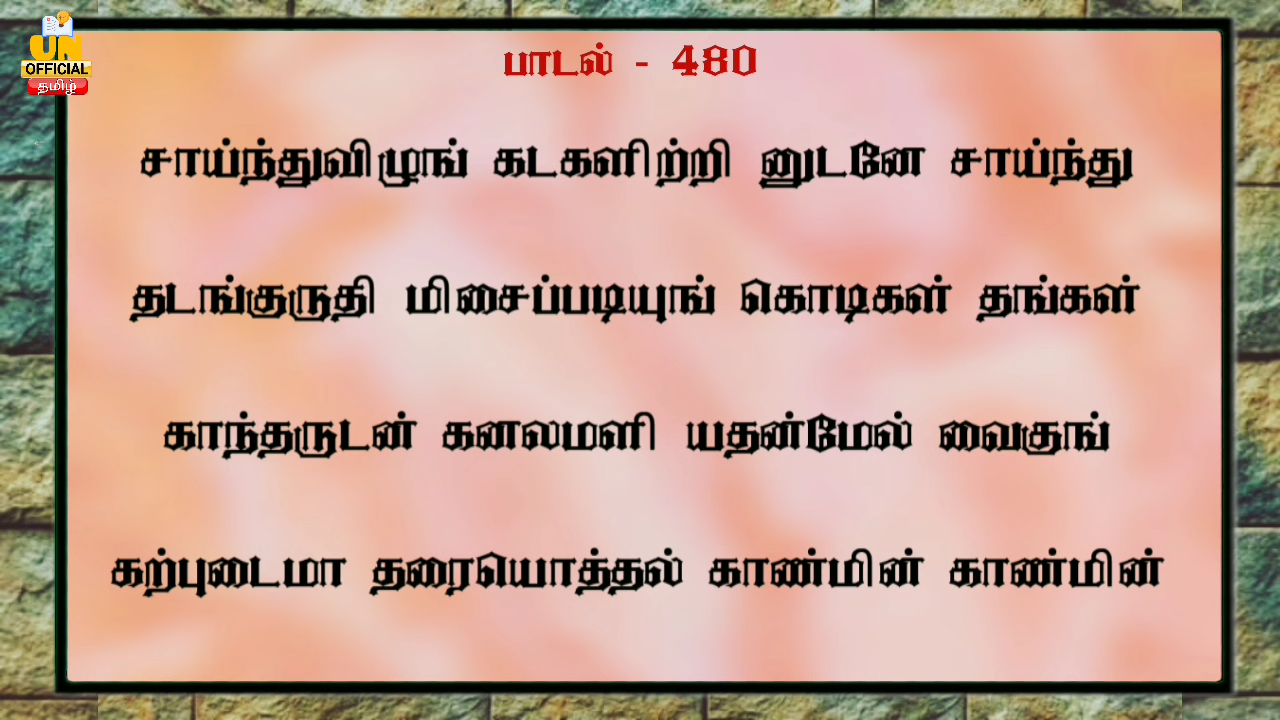 UN
OFFICIAL
தமிழ்
பாடல் - 480
சாய்ந்துவிழுங் கடகளிற்றி னுடனே சாய்ந்து
தடங்குருதி மிசைப்படியுங் கொடிகள் தங்கள்
காந்தருடன் கனலமளி யதன்மேல் வைகுங்
கற்புடைமா தரையொத்தல் காண்மின் காண்மின்